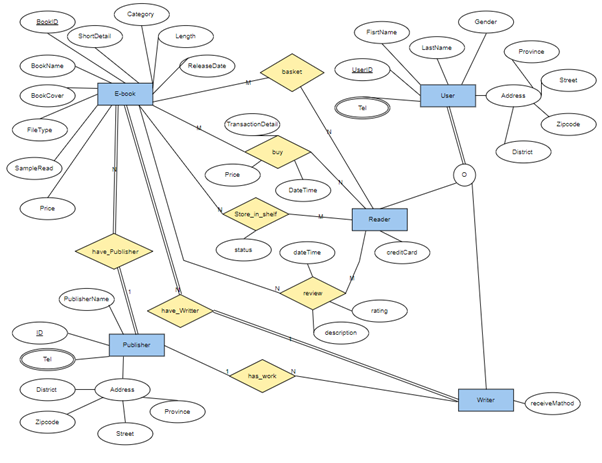 Category
BookID
Gender
ShortDetail
Length
FisrtName
LastName
Province
BookName
ReleaseDate
basket
UserID
Street
E-book
M
User
Address
BookCover
Tel
FileType
M
TransactionDetail
N
Zipcode
buy
District
SampleRead
N
Price
N
DateTime
O
Price
N
Store_in_shelf
M
Reader
status
dateTime
creditCard
have_Publisher
M
N
N
review
PublisherName
1
have_Writter
rating
ID
description
Publisher
1
Tel
1
has_work
N
District
Address
Writer
receiveMathod
Zipcode
Province
Street